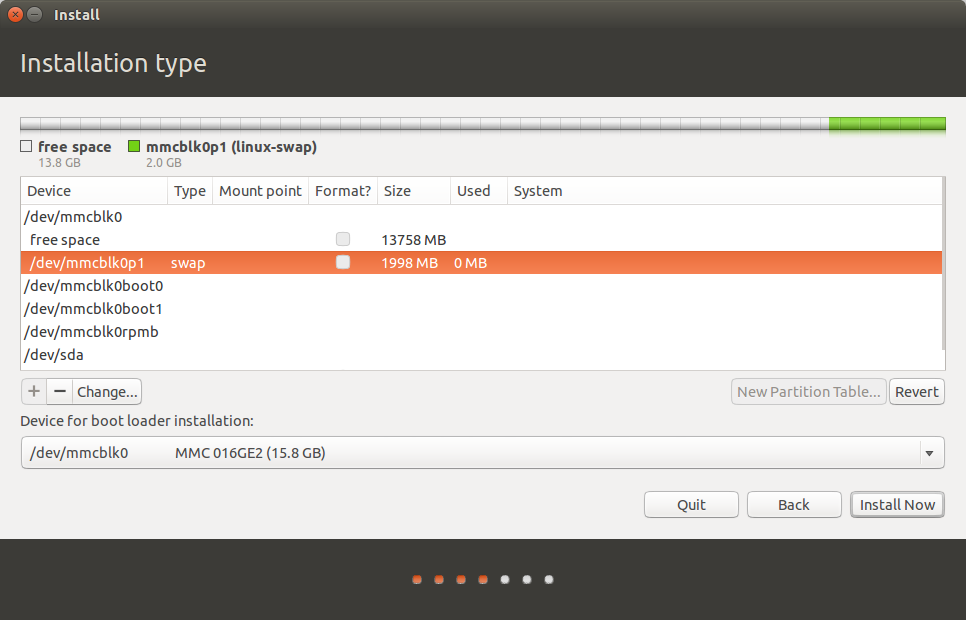 Install
Installation type
free space mmcblk0p1 (linux-swap)
13.8 GB 2.0 GB
Device Type Mount point Format? Size Used System
/dev/mmcblk0
free space 13758 MB
/dev/mmcblk0p1 swap 1998 MB 0 MB
/dev/mmcblk0boot0
/dev/mmcblk0boot1
/dev/mmcblk0rpmb
/dev/sda
+ − Change... New Partition Table... Revert
Device for boot loader installation:
/dev/mmcblk0 MMC 016GE2 (15.8 GB)
Quit Back Install Now